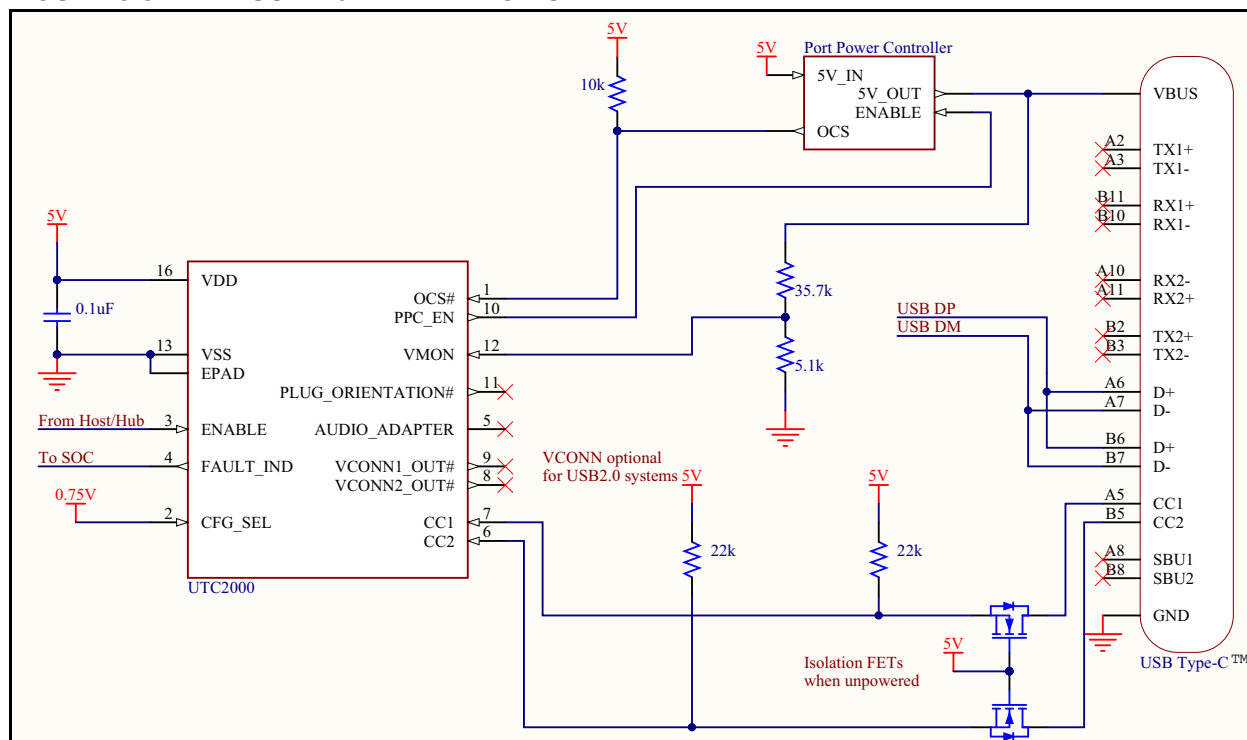 5V
5V
Port Power Controller
10k
5V_IN
5V_OUT
ENABLE
OCS
VBUS
A2
TX1+
A3
TX1-
B11
RX1+
B10
RX1-
A10
RX2-
A11
RX2+
B2
TX2+
B3
TX2-
A6
D+
A7
D-
B6
D+
B7
D-
A5
CC1
B5
CC2
A8
SBU1
B8
SBU2
GND
USB Type-C™
5V
0.1uF
16
VDD
13
VSS
EPAD
From Host/Hub
3
ENABLE
To SOC
4
FAULT_IND
0.75V
2
CFG_SEL
OCS#
1
PPC_EN
10
VMON
12
PLUG_ORIENTATION#
11
AUDIO_ADAPTER
5
VCONN1_OUT#
9
VCONN2_OUT#
8
CC1
7
CC2
6
UTC2000
35.7k
5.1k
USB DP
USB DM
VCONN optional
for USB2.0 systems
5V
22k
5V
22k
Isolation FETs
when unpowered
5V